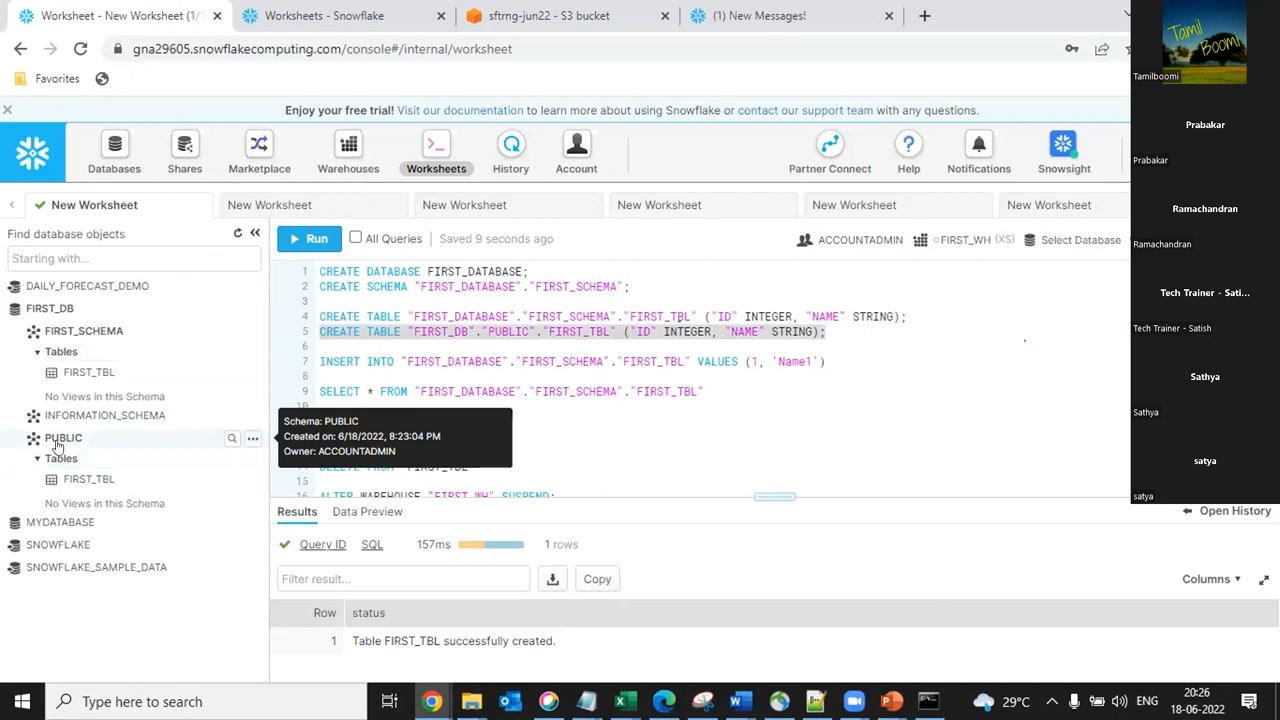 New Worksheet - New Worksheet (1/1
Worksheets - Snowflake
sftrng-jun22 - S3 bucket
(1) New Messages!
gna29605.snowflakecomputing.com/console#/internal/worksheet
Favorites
Enjoy your free trial! Visit our documentation to learn more about using Snowflake or contact our support team with any questions.
Databases
Shares
Marketplace
Warehouses
Worksheets
History
Account
Partner Connect
Help
Notifications
Snowsight
New Worksheet
New Worksheet
New Worksheet
New Worksheet
New Worksheet
New Worksheet
Find database objects
Starting with...
DAILY_FORECAST_DEMO
FIRST_DB
FIRST_SCHEMA
Tables
FIRST_TBL
No Views in this Schema
INFORMATION_SCHEMA
PUBLIC
Tables
FIRST_TBL
No Views in this Schema
MYDATABASE
SNOWFLAKE
SNOWFLAKE_SAMPLE_DATA
Run
All Queries
Saved 9 seconds ago
ACCOUNTADMIN
FIRST_WH (XS)
Select Database
1 CREATE DATABASE FIRST_DATABASE;
2 CREATE SCHEMA "FIRST_DATABASE"."FIRST_SCHEMA";
3
4 CREATE TABLE "FIRST_DATABASE"."FIRST_SCHEMA"."FIRST_TBL" ("ID" INTEGER, "NAME" STRING);
5 CREATE TABLE "FIRST_DB"."PUBLIC"."FIRST_TBL" ("ID" INTEGER, "NAME" STRING);
6
7 INSERT INTO "FIRST_DATABASE"."FIRST_SCHEMA"."FIRST_TBL" VALUES (1, 'Name1')
8
9 SELECT * FROM "FIRST_DATABASE"."FIRST_SCHEMA"."FIRST_TBL"
Schema: PUBLIC
Created on: 6/18/2022, 8:23:04 PM
Owner: ACCOUNTADMIN
16 ALTER WAREHOUSE "FIRST_WH" SUSPEND;
Results
Data Preview
Open History
Query ID
SQL
157ms
1 rows
Filter result...
Copy
Columns
Row
status
1
Table FIRST_TBL successfully created.
Tamil
Boomi
Tamilboomi
Prabakar
Prabakar
Ramachandran
Ramachandran
Tech Trainer - Sati...
Tech Trainer - Satish
Sathya
Sathya
satya
satya
Type here to search
29°C
ENG
20:26
18-06-2022